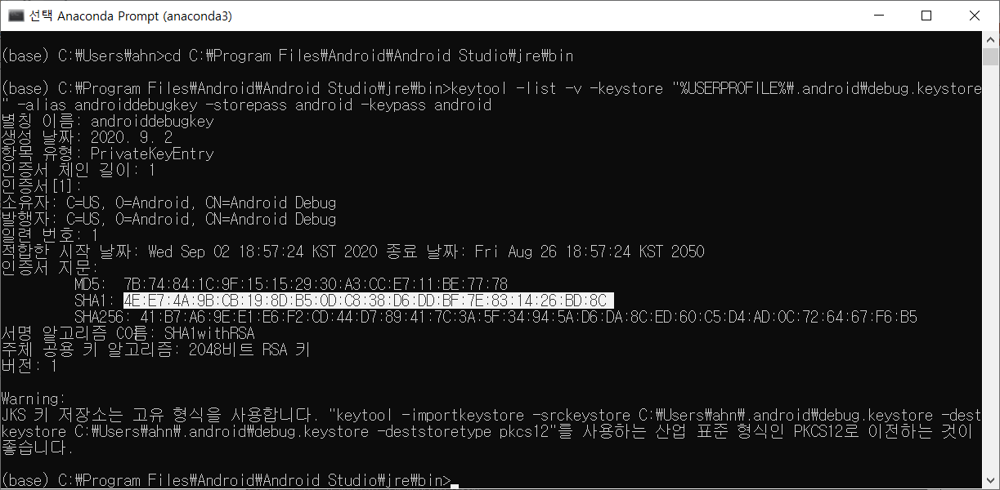 선택 Anaconda Prompt (anaconda3)
(base) C:₩Users₩ahn>cd C:₩Program Files₩Android₩Android Studio₩jre₩bin
(base) C:₩Program Files₩Android₩Android Studio₩jre₩bin>keytool -list -v -keystore "%USERPROFILE%₩.android₩debug.keystore
" -alias androiddebugkey -storepass android -keypass android
별칭 이름: androiddebugkey
생성 날짜: 2020. 9. 2
항목 유형: PrivateKeyEntry
인증서 체인 길이: 1
인증서[1]:
소유자: C=US, O=Android, CN=Android Debug
발행자: C=US, O=Android, CN=Android Debug
일련 번호: 1
적합한 시작 날짜: Wed Sep 02 18:57:24 KST 2020 종료 날짜: Fri Aug 26 18:57:24 KST 2050
인증서 지문:
MD5: 7B:74:84:1C:9F:15:15:29:30:A3:CC:E7:11:BE:77:78
SHA1: 4E:E7:4A:9B:CB:19:8D:B5:0D:C8:38:D6:DD:BF:7E:83:14:26:BD:8C
SHA256: 41:B7:A6:9E:E1:E6:F2:CD:44:D7:89:41:7C:3A:5F:34:94:5A:D6:DA:8C:ED:60:C5:D4:AD:0C:72:64:67:F6:B5
서명 알고리즘 C0름: SHA1withRSA
주체 공용 키 알고리즘: 2048비트 RSA 키
버전: 1
Warning:
JKS 키 저장소는 고유 형식을 사용합니다. "keytool -importkeystore -srckeystore C:₩Users₩ahn₩.android₩debug.keystore -dest
keystore C:₩Users₩ahn₩.android₩debug.keystore -deststoretype pkcs12"를 사용하는 산업 표준 형식인 PKCS12로 이전하는 것이
좋습니다.
(base) C:₩Program Files₩Android₩Android Studio₩jre₩bin>